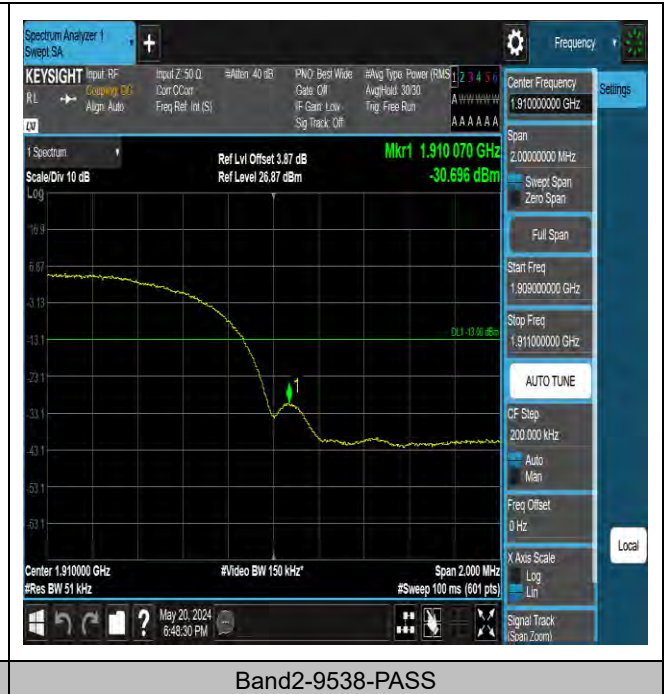 Spectrum Analyzer 1
Swept SA
+
Frequency
KEYSIGHT
RL
Input: RF
Coupling: DC
Align: Auto
Input Z: 50 Ω
Corr CCorr
Freq Ref: Int (S)
#Atten: 40 dB
PNO: Best Wide
Gate: Off
IF Gain: Low
Sig Track: Off
#Avg Type: Power (RMS
Avg|Hold: 30/30
Trig: Free Run
1 2 3 4 5 6
A W W W W W
A A A A A A
LXI
1 Spectrum
Scale/Div 10 dB
Log
Ref Lvl Offset 3.87 dB
Ref Level 26.87 dBm
Mkr1 1.910 070 GHz
-30.696 dBm
16.9
6.87
-3.13
-13.1
-23.1
-33.1
-43.1
-53.1
-63.1
DL1 -13.00 dBm
1
Center 1.910000 GHz
#Res BW 51 kHz
#Video BW 150 kHz*
Span 2.000 MHz
#Sweep 100 ms (601 pts)
?
May 20, 2024
6:48:30 PM
Center Frequency
1.910000000 GHz
Span
2.00000000 MHz
Swept Span
Zero Span
Full Span
Start Freq
1.909000000 GHz
Stop Freq
1.911000000 GHz
AUTO TUNE
CF Step
200.000 kHz
Auto
Man
Freq Offset
0 Hz
X Axis Scale
Log
Lin
Signal Track
(Span Zoom)
Settings
Local
Band2-9538-PASS